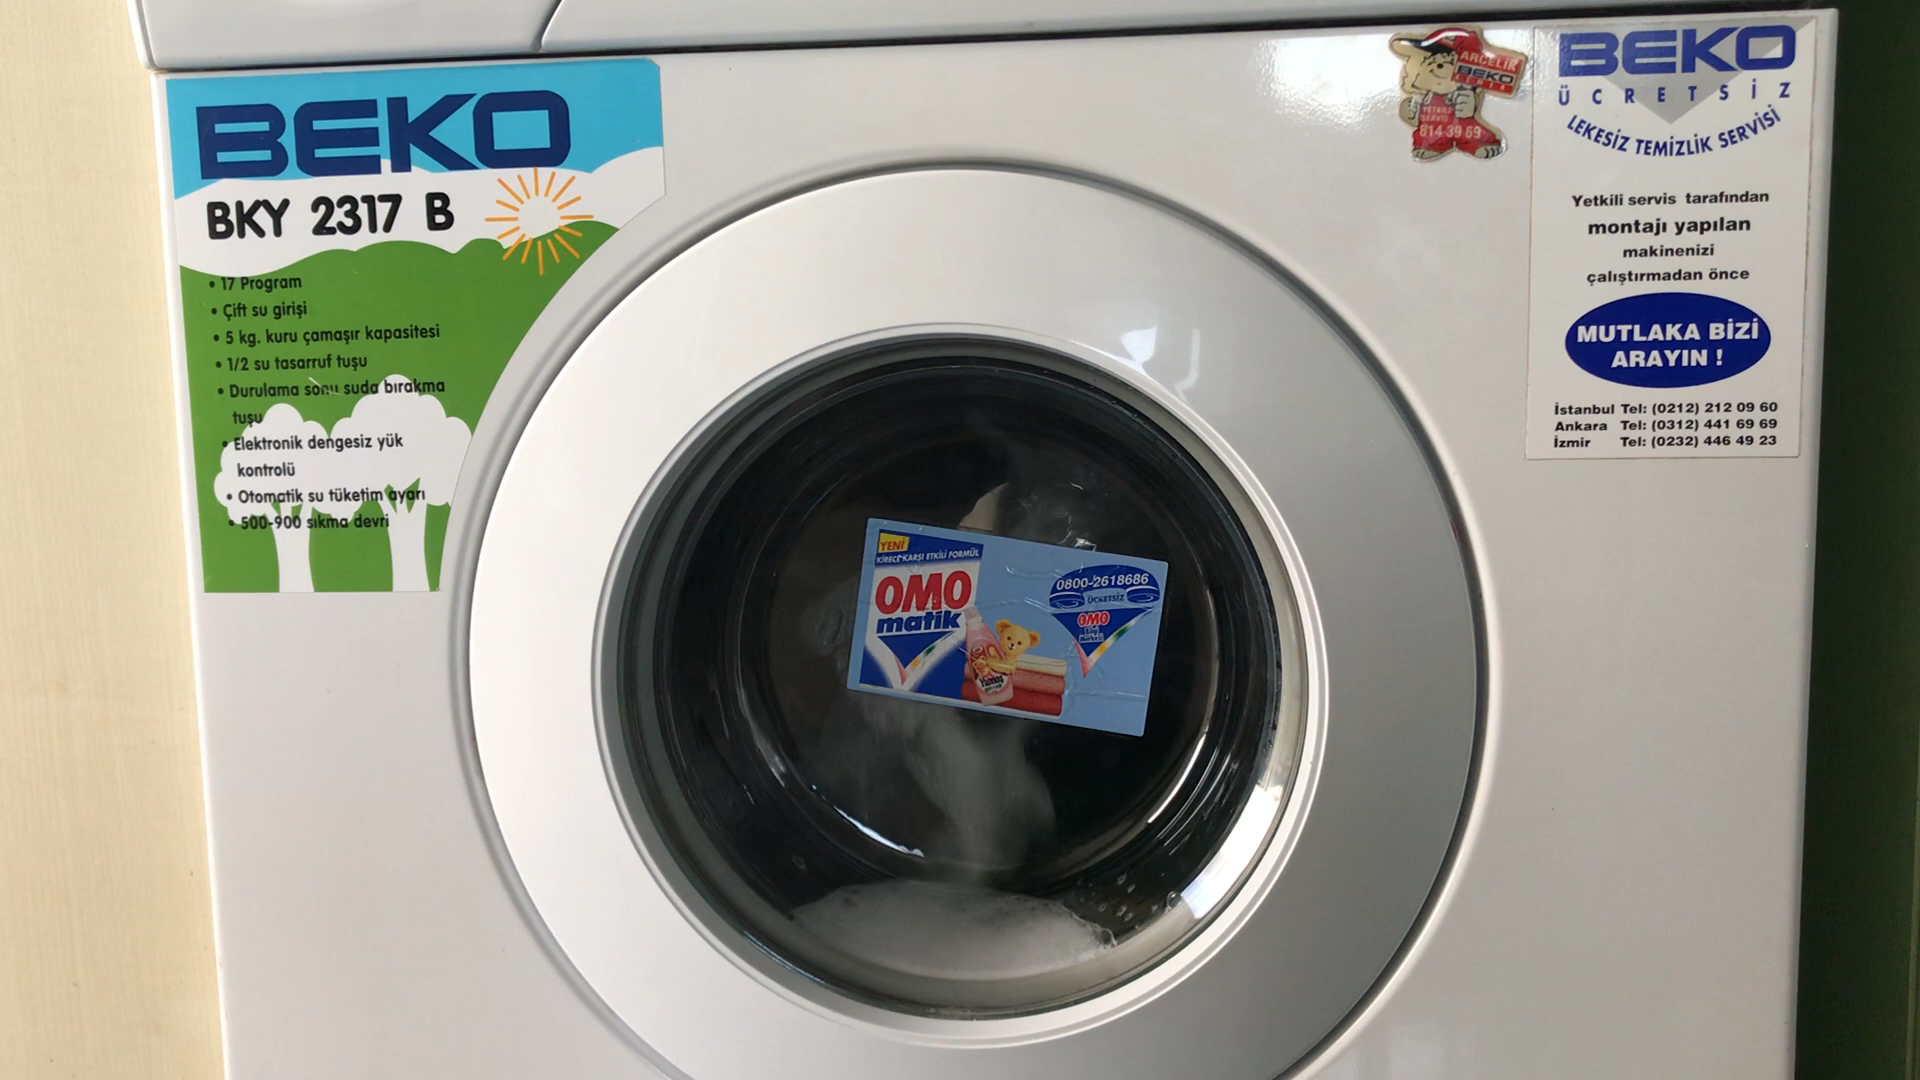 BEKO
BKY 2317 B
• 17 Program
• Çift su girişi
• 5 kg. kuru çamaşır kapasitesi
• 1/2 su tasarruf tuşu
• Durulama sonu suda bırakma
tuşu
• Elektronik dengesiz yük
kontrolü
• Otomatik su tüketim ayarı
• 500-900 sıkma devri
ARÇELİK
BEKO
YETKİLİ
SERVİS
814 39 69
BEKO
ÜCRETSİZ
LEKESİZ TEMİZLİK SERVİSİ
Yetkili servis tarafından
montajı yapılan
makinenizi
çalıştırmadan önce
MUTLAKA BİZİ
ARAYIN !
İstanbul Tel: (0212) 212 09 60
Ankara Tel: (0312) 441 69 69
İzmir Tel: (0232) 446 49 23
YENİ
KİRECE KARŞI ETKİLİ FORMÜL
OMO
matik
Yumoş
0800-2618686
ÜCRETSİZ
OMO